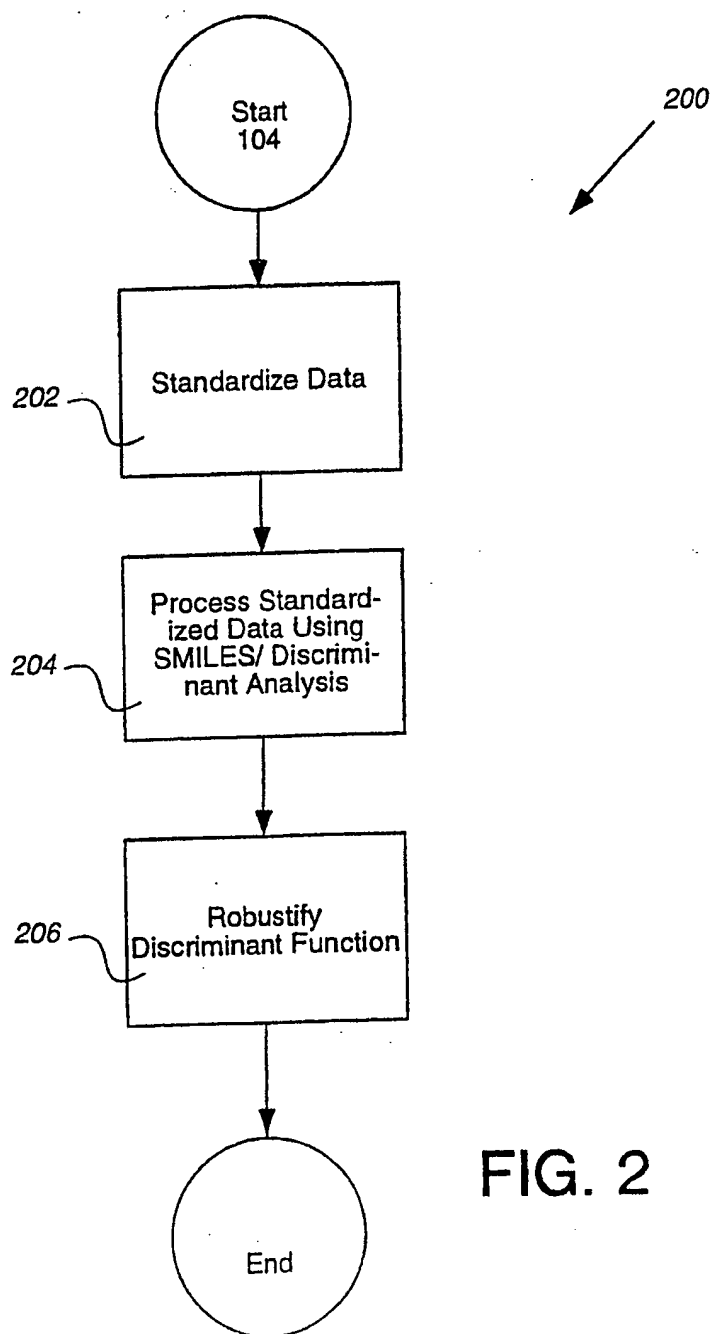 Start
104
200
Standardize Data
202
Process Standard-
ized Data Using
SMILES/ Discrimi-
nant Analysis
204
Robustify
Discriminant Function
206
End
FIG. 2